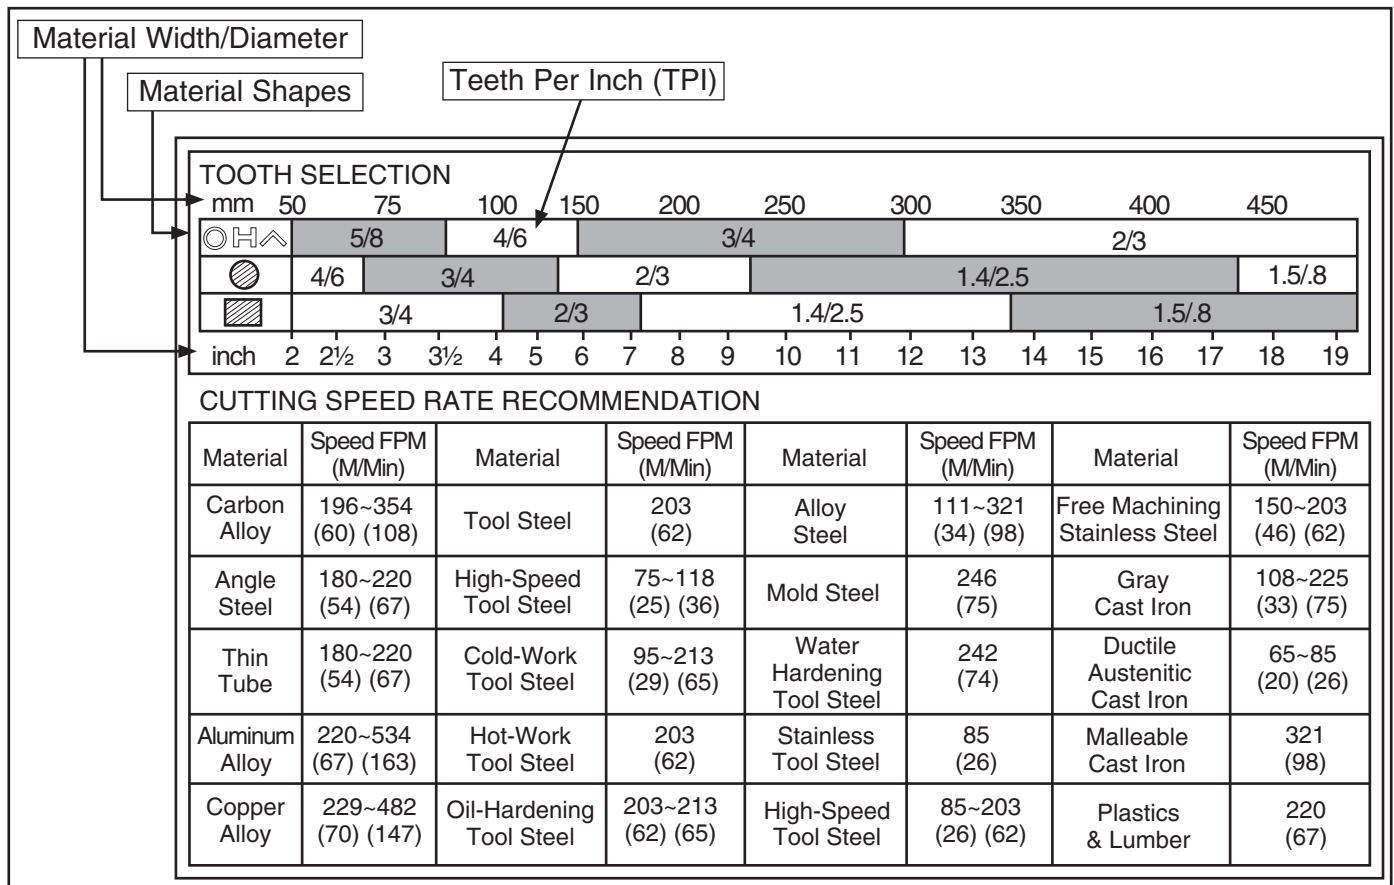 Material Width/Diameter
Material Shapes
Teeth Per Inch (TPI)
TOOTH SELECTION
mm 50 75 100 150 200 250 300 350 400 450
5/8 4/6 3/4 2/3
4/6 3/4 2/3 1.4/2.5 1.5/.8
3/4 2/3 1.4/2.5 1.5/.8
inch 2 2½ 3 3½ 4 5 6 7 8 9 10 11 12 13 14 15 16 17 18 19
CUTTING SPEED RATE RECOMMENDATION
Material
Speed FPM
(M/Min)
Material
Speed FPM
(M/Min)
Material
Speed FPM
(M/Min)
Material
Speed FPM
(M/Min)
Carbon
Alloy
196~354
(60) (108)
Tool Steel
203
(62)
Alloy
Steel
111~321
(34) (98)
Free Machining
Stainless Steel
150~203
(46) (62)
Angle
Steel
180~220
(54) (67)
High-Speed
Tool Steel
75~118
(25) (36)
Mold Steel
246
(75)
Gray
Cast Iron
108~225
(33) (75)
Thin
Tube
180~220
(54) (67)
Cold-Work
Tool Steel
95~213
(29) (65)
Water
Hardening
Tool Steel
242
(74)
Ductile
Austenitic
Cast Iron
65~85
(20) (26)
Aluminum
Alloy
220~534
(67) (163)
Hot-Work
Tool Steel
203
(62)
Stainless
Tool Steel
85
(26)
Malleable
Cast Iron
321
(98)
Copper
Alloy
229~482
(70) (147)
Oil-Hardening
Tool Steel
203~213
(62) (65)
High-Speed
Tool Steel
85~203
(26) (62)
Plastics
& Lumber
220
(67)